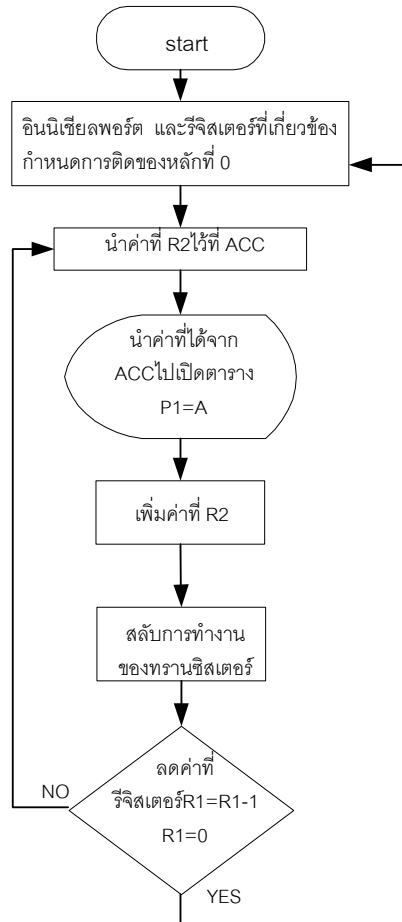 start
อินนิเชียลพอร์ต และรีจิสเตอร์ที่เกี่ยวข้อง
กำหนดการติดของหลักที่ 0
นำค่าที่ R2ไว้ที่ ACC
นำค่าที่ได้จาก
ACCไปเปิดตาราง
P1=A
เพิ่มค่าที่ R2
สลับการทำงาน
ของทรานซิสเตอร์
ลดค่าที่
รีจิสเตอร์R1=R1-1
R1=0
NO
YES